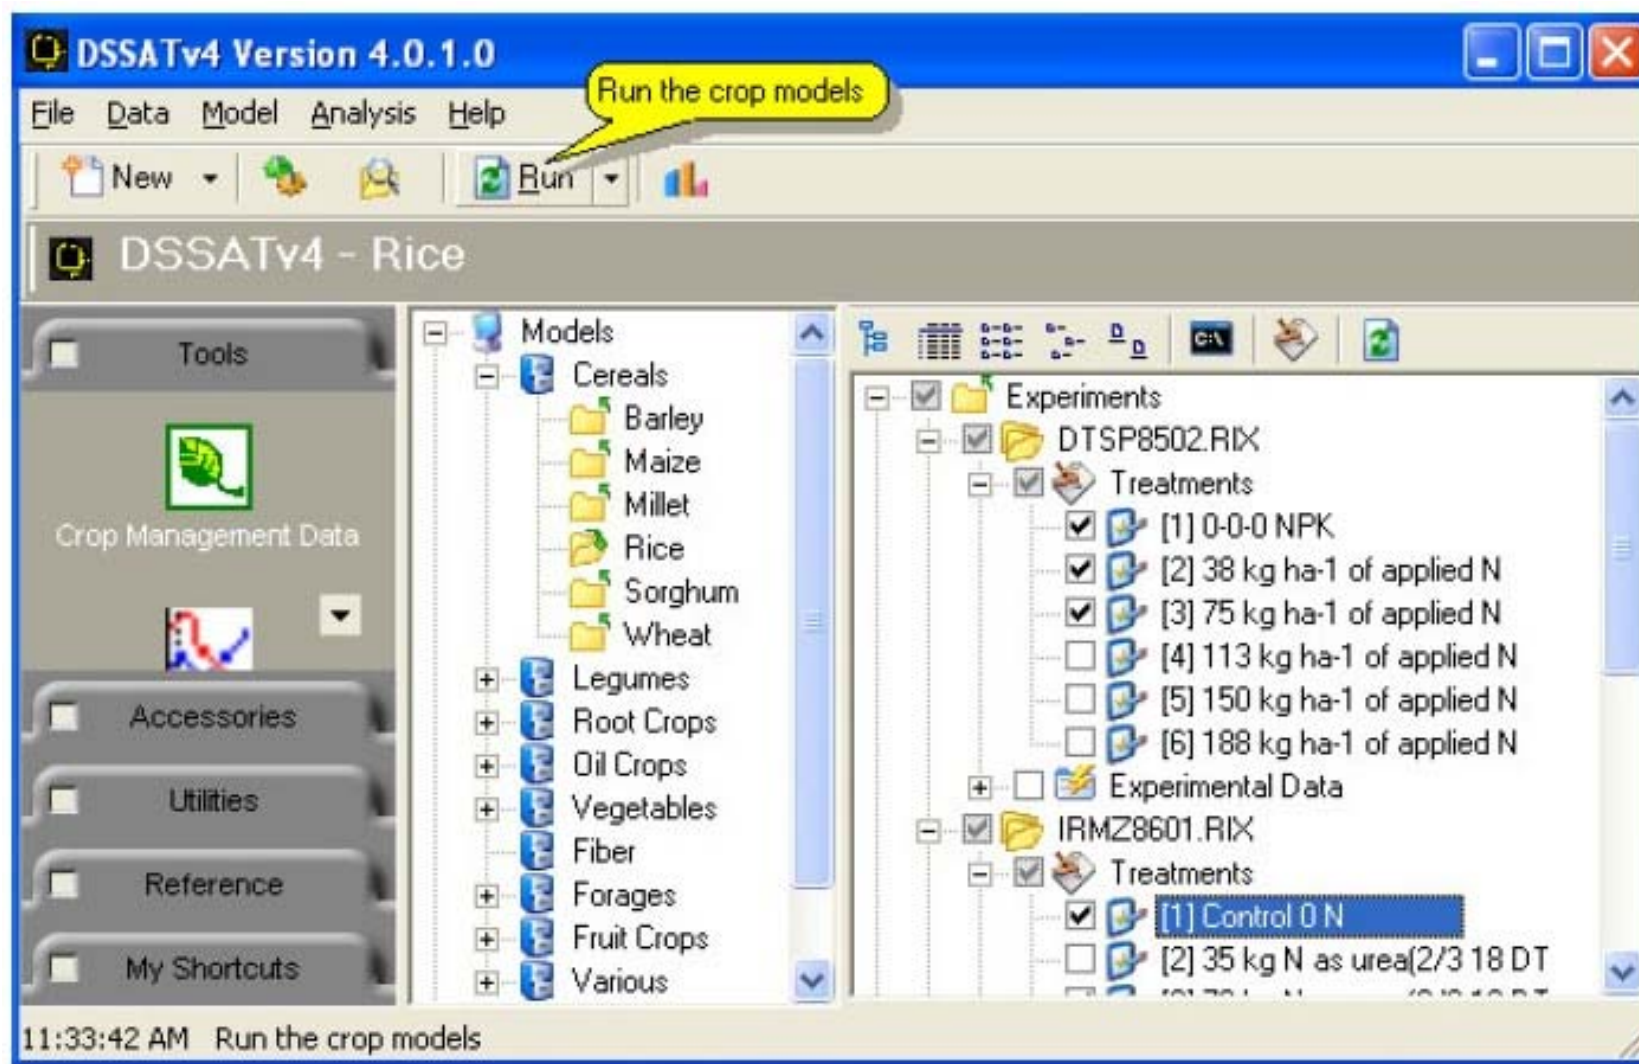 DSSATv4 Version 4.0.1.0
Run the crop models
File Data Model Analysis Help
New Run
DSSATv4 - Rice
Tools
Crop Management Data
Accessories
Utilities
Reference
My Shortcuts
Models
Cereals
Barley
Maize
Millet
Rice
Sorghum
Wheat
Legumes
Root Crops
Oil Crops
Vegetables
Fiber
Forages
Fruit Crops
Various
C:\
Experiments
DTSP8502.RIX
Treatments
[1] 0-0-0 NPK
[2] 38 kg ha-1 of applied N
[3] 75 kg ha-1 of applied N
[4] 113 kg ha-1 of applied N
[5] 150 kg ha-1 of applied N
[6] 188 kg ha-1 of applied N
Experimental Data
IRMZ8601.RIX
Treatments
[1] Control 0 N
[2] 35 kg N as urea(2/3 18 DT
11:33:42 AM Run the crop models